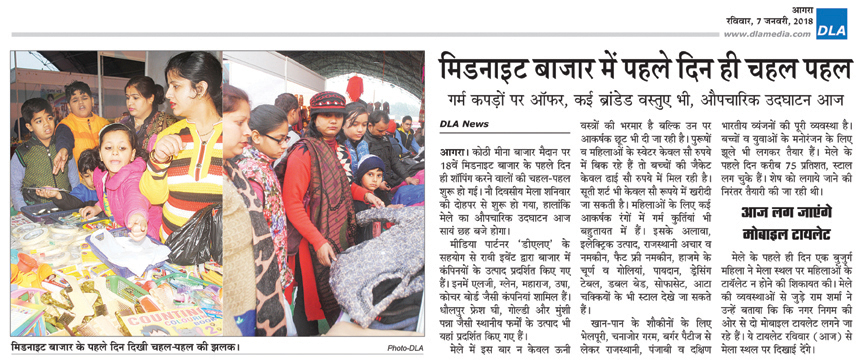 आगरा
रविवार, 7 जनवरी, 2018
www.dlamedia.com
DLA
मिडनाइट बाजार में पहले दिन ही चहल पहल
गर्म कपड़ों पर ऑफर, कई ब्रांडेड वस्तुए भी, औपचारिक उदघाटन आज
DLA News
आगरा। कोठी मीना बाजार मैदान पर
18वें मिडनाइट बाजार के पहले दिन
ही शॉपिंग करने वालों की चहल-पहल
शुरू हो गई। नौ दिवसीय मेला शनिवार
को दोहपर से शुरू हो गया, हालांकि
मेले का औपचारिक उदघाटन आज
सायं छह बजे होगा।
मीडिया पार्टनर 'डीएलए' के
सहयोग से रावी इवेंट द्वारा बाजार में
कंपिनयों के उत्पाद प्रदर्शित किए गए
हैं। इनमें एलजी, ग्लेन, महाराज, उषा,
कोचर बोर्ड जैसी कंपनियां शामिल हैं।
धौलपुर फ्रेश घी, गोल्डी और मुंशी
पन्ना जैसी स्थानीय फर्मों के उत्पाद भी
यहां प्रदर्शित किए गए हैं।
मेले में इस बार न केवल ऊनी
वस्त्रों की भरमार है बल्कि उन पर
आकर्षक छूट भी दी जा रही है। पुरूषों
व महिलाओं के स्वेटर केवल सौ रुपये
में बिक रहे हैं तो बच्चों की जैकेट
केवल ढाई सौ रुपये में मिल रही है।
सूती शर्ट भी केवल सौ रूपये में खरीदी
जा सकती है। महिलाओं के लिए कई
आकर्षक रंगों में गर्म कुर्तियां भी
बहुतायत में हैं। इसके अलावा,
इलेक्ट्रिक उत्पाद, राजस्थानी अचार व
नमकीन, फैट फ्री नमकीन, हाजमे के
चूर्ण व गोलियां, पायदान, ड्रेसिंग
टेबल, डबल बेड, सोफासेट, आटा
चक्कियों के भी स्टाल देखे जा सकते
हैं।
खान-पान के शौकीनों के लिए
भेलपूरी, चनाजोर गरम, बर्गर पैटीज से
लेकर राजस्थानी, पंजाबी व दक्षिण
भारतीय व्यंजनों की पूरी व्यवस्था है।
बच्चों व युवाओं के मनोरंजन के लिए
झूले भी लगकर तैयार हैं। मेले के
पहले दिन करीब 75 प्रतिशत, स्टाल
लग चुके हैं। शेष को लगाये जाने की
निरंतर तैयारी की जा रही थी।
आज लग जाएंगे
मोबाइल टायलेट
मेले के पहले ही दिन एक बुजुर्ग
महिला ने मेला स्थल पर महिलाओं के
टायॅलेट न होने की शिकायत की। मेले
की व्यवस्थाओं से जुड़े राम शर्मा ने
उन्हें बताया कि कि नगर निगम की
ओर से दो मोबाइल टायलेट लगने जा
रहे हैं। ये टायलेट रविवार (आज) से
मेला स्थल पर दिखाई देंगे।
मिडनाइट बाजार के पहले दिन दिखी चहल-पहल की झलक।
Photo-DLA